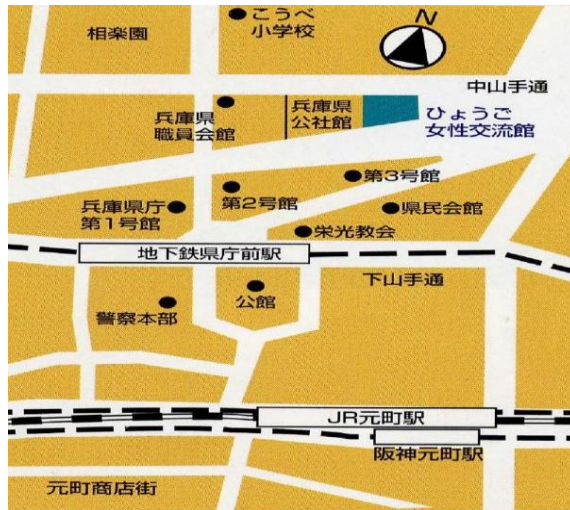 こうべ
小学校
N
相楽園
中山手通
兵庫県
職員会館
兵庫県
公社館
ひょうご
女性交流館
第3号館
兵庫県庁
第1号館
第2号館
県民会館
栄光教会
地下鉄県庁前駅
下山手通
公館
警察本部
JR元町駅
阪神元町駅
元町商店街